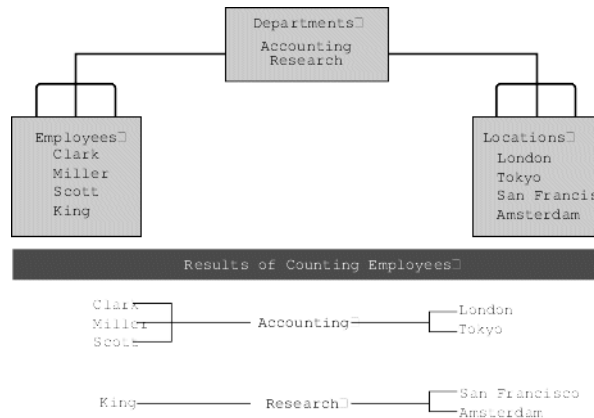 Departments
Accounting
Research
Employees
Clark
Miller
Scott
King
Locations
London
Tokyo
San Francis
Amsterdam
Results of Counting Employees
Clark
Miller
Scott
Accounting
London
Tokyo
King
Research
San Francisco
Amsterdam